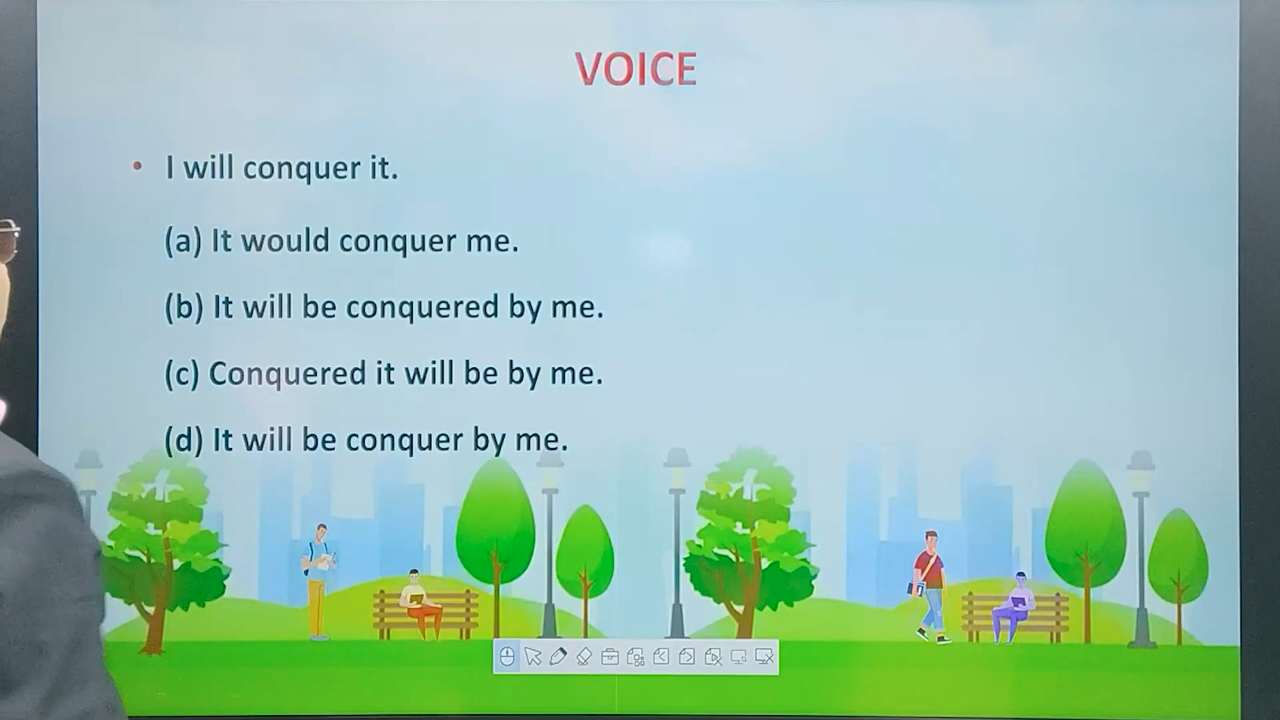 VOICE
• I will conquer it.
(a) It would conquer me.
(b) It will be conquered by me.
(c) Conquered it will be by me.
(d) It will be conquer by me.